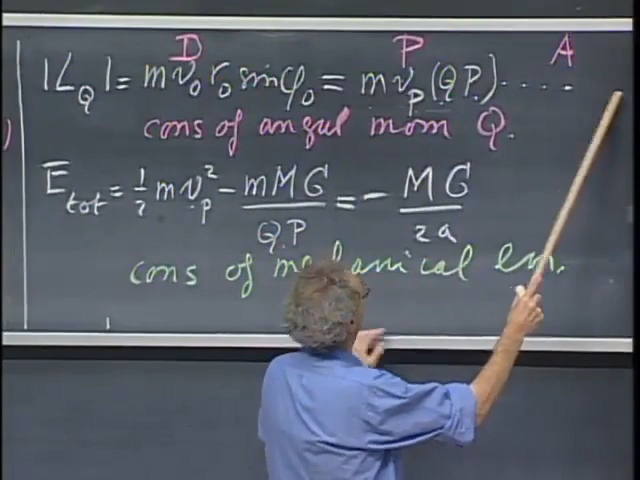 D P A
|L_Q| = m v₀ r₀ sin φ₀ = m v_p (QP) . . . . .
) cons of angul mom Q.
E_tot = ½ m v_p² - mMG/QP = - MG/2a
cons of mechanical en.